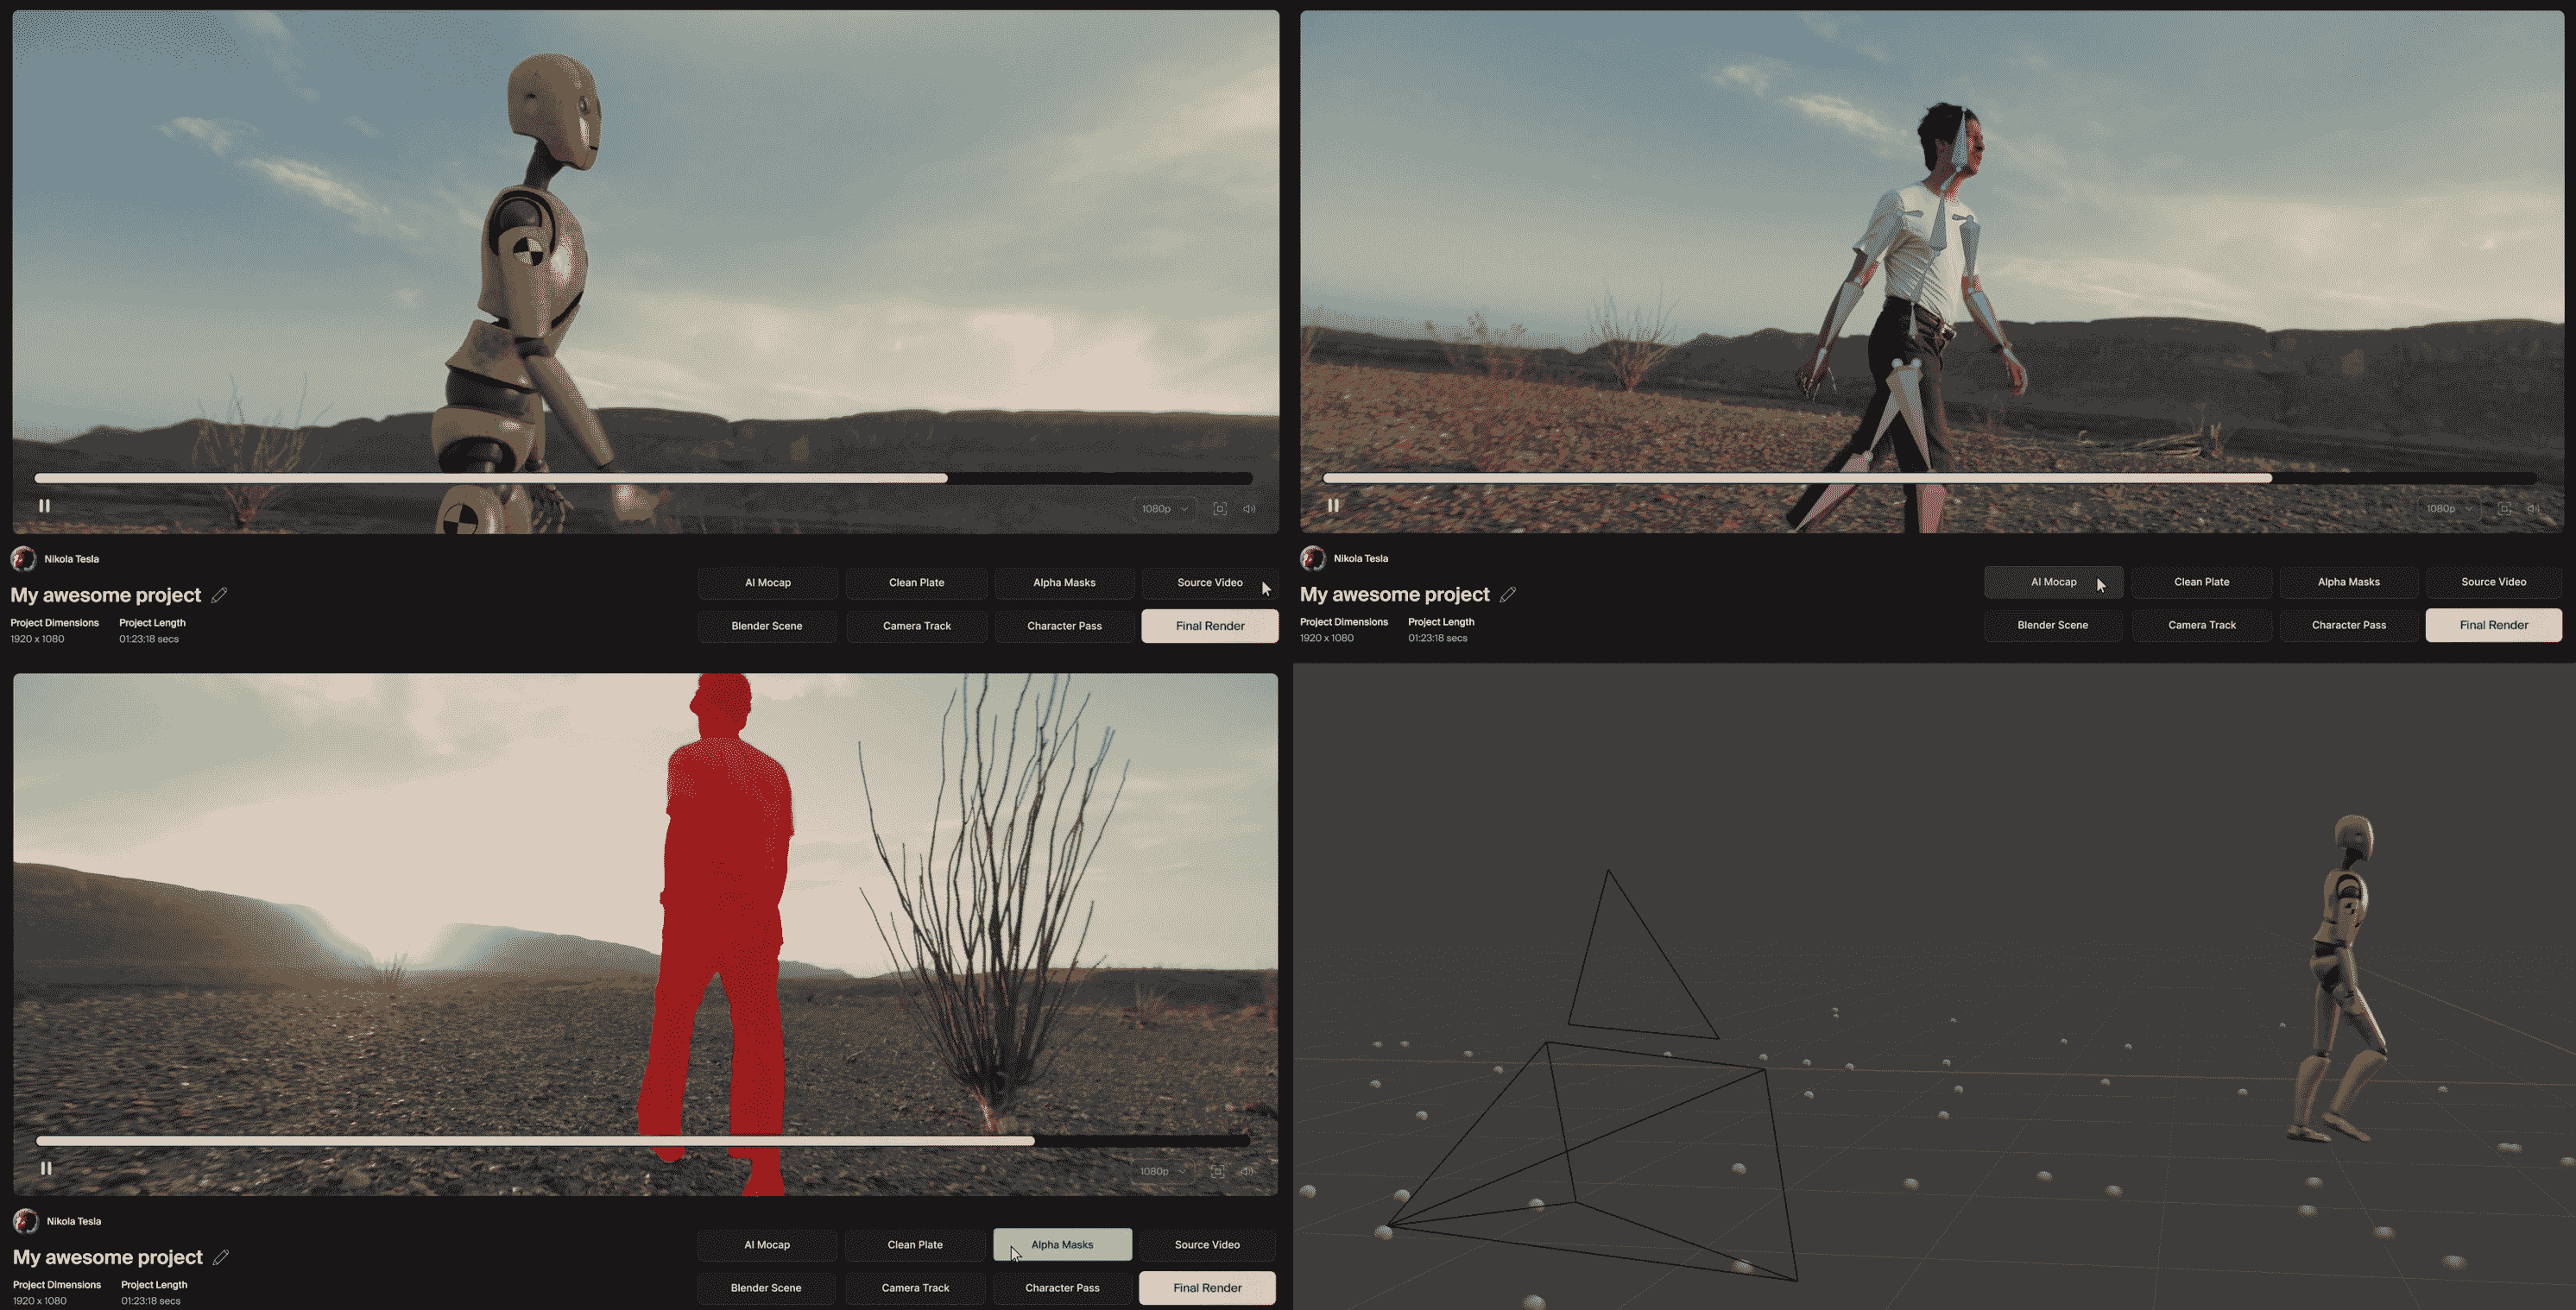 1080p
Nikola Tesla
My awesome project
Project Dimensions Project Length
1920 x 1080 01:23:18 secs
AI Mocap Clean Plate Alpha Masks Source Video
Blender Scene Camera Track Character Pass Final Render
1080p
Nikola Tesla
My awesome project
Project Dimensions Project Length
1920 x 1080 01:23:18 secs
AI Mocap Clean Plate Alpha Masks Source Video
Blender Scene Camera Track Character Pass Final Render
1080p
Nikola Tesla
My awesome project
Project Dimensions Project Length
1920 x 1080 01:23:18 secs
AI Mocap Clean Plate Alpha Masks Source Video
Blender Scene Camera Track Character Pass Final Render